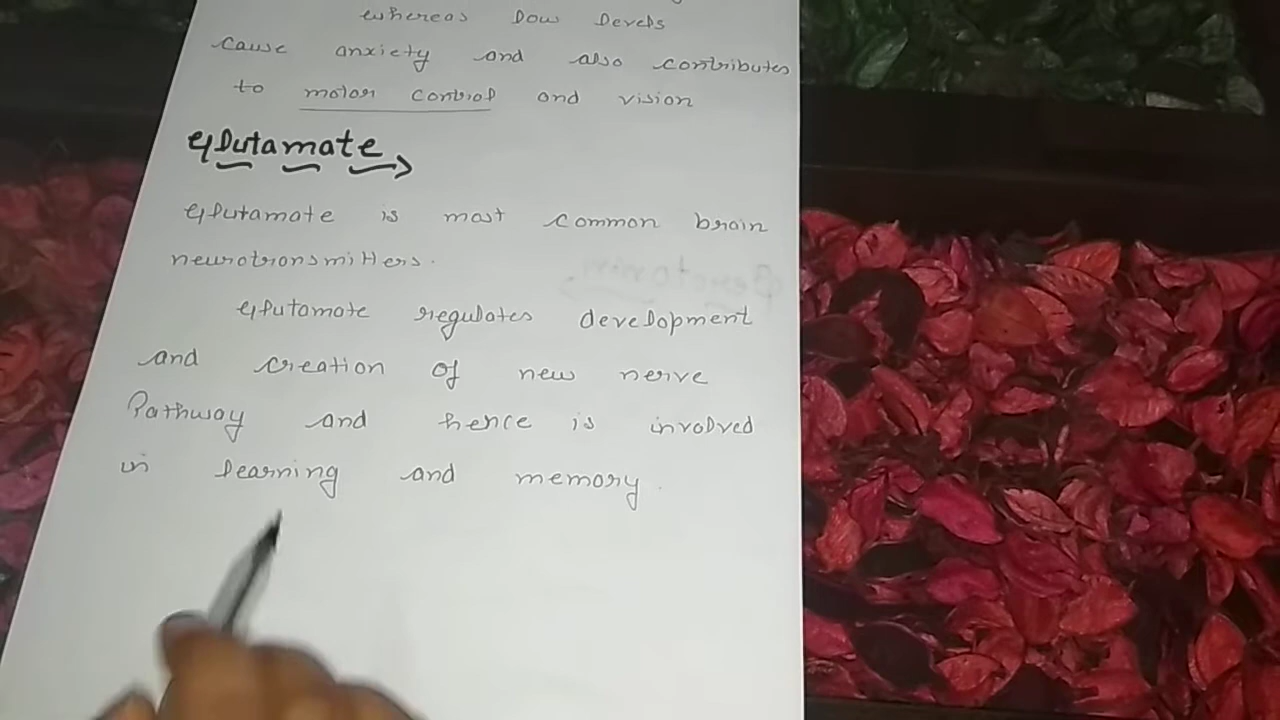 whereas low levels
cause anxiety and also contributes
to motor control and vision
Glutamate
Glutamate is most common brain
neurotransmitters.
Glutamate regulates development
and creation of new nerve
Pathway and hence is involved
in learning and memory.